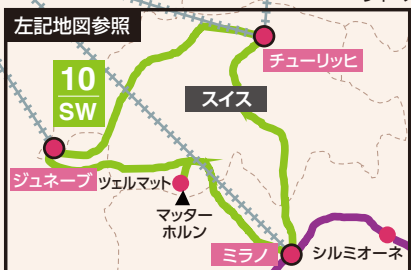 左記地図参照
チューリッヒ
10
SW
スイス
ジュネーブ
ツェルマット
マッター
ホルン
ミラノ
シルミオーネ